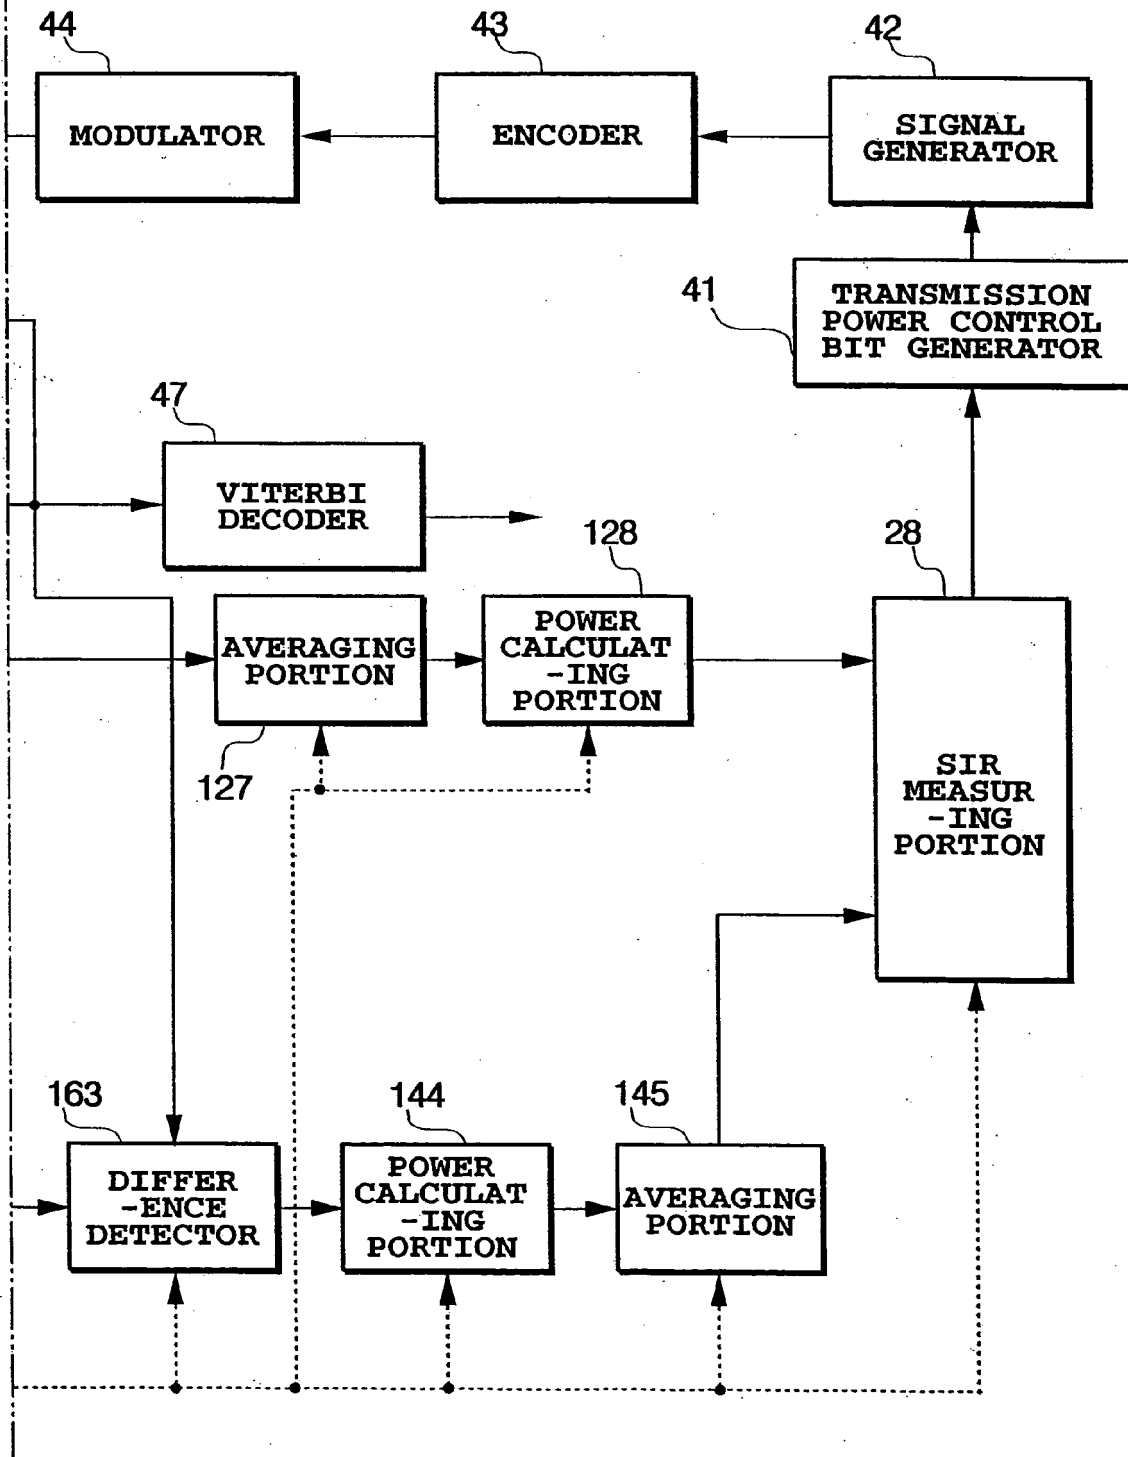 44
43
42
MODULATOR
ENCODER
SIGNAL
GENERATOR
41
TRANSMISSION
POWER CONTROL
BIT GENERATOR
47
VITERBI
DECODER
128
28
AVERAGING
PORTION
127
POWER
CALCULAT
-ING
PORTION
SIR
MEASUR
-ING
PORTION
163
144
145
DIFFER
-ENCE
DETECTOR
POWER
CALCULAT
-ING
PORTION
AVERAGING
PORTION